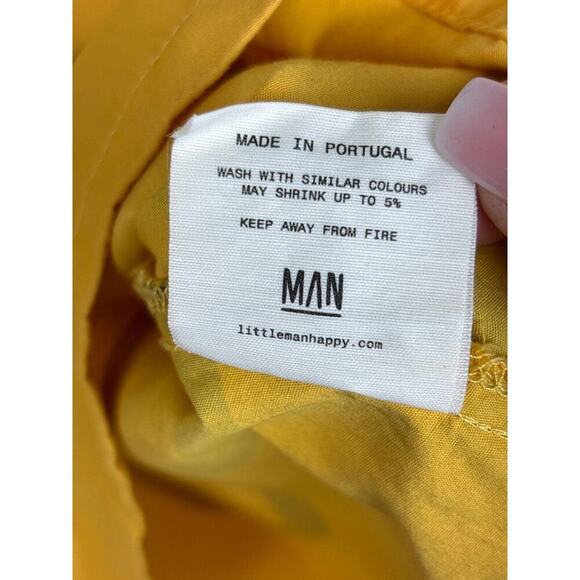 MADE IN PORTUGAL
WASH WITH SIMILAR COLOURS
MAY SHRINK UP TO 5%
KEEP AWAY FROM FIRE
MAN
littlemanhappy.com